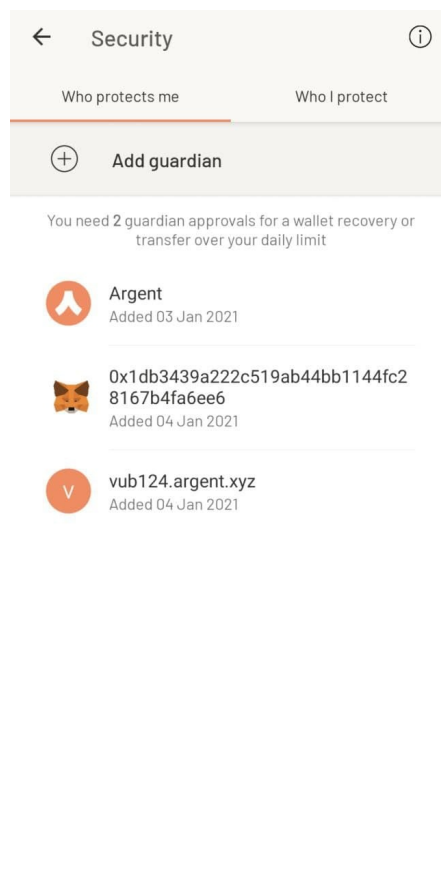 Security
Who protects me
Who I protect
Add guardian
You need 2 guardian approvals for a wallet recovery or
transfer over your daily limit
Argent
Added 03 Jan 2021
0x1db3439a222c519ab44bb1144fc2
8167b4fa6ee6
Added 04 Jan 2021
V
vub124.argent.xyz
Added 04 Jan 2021